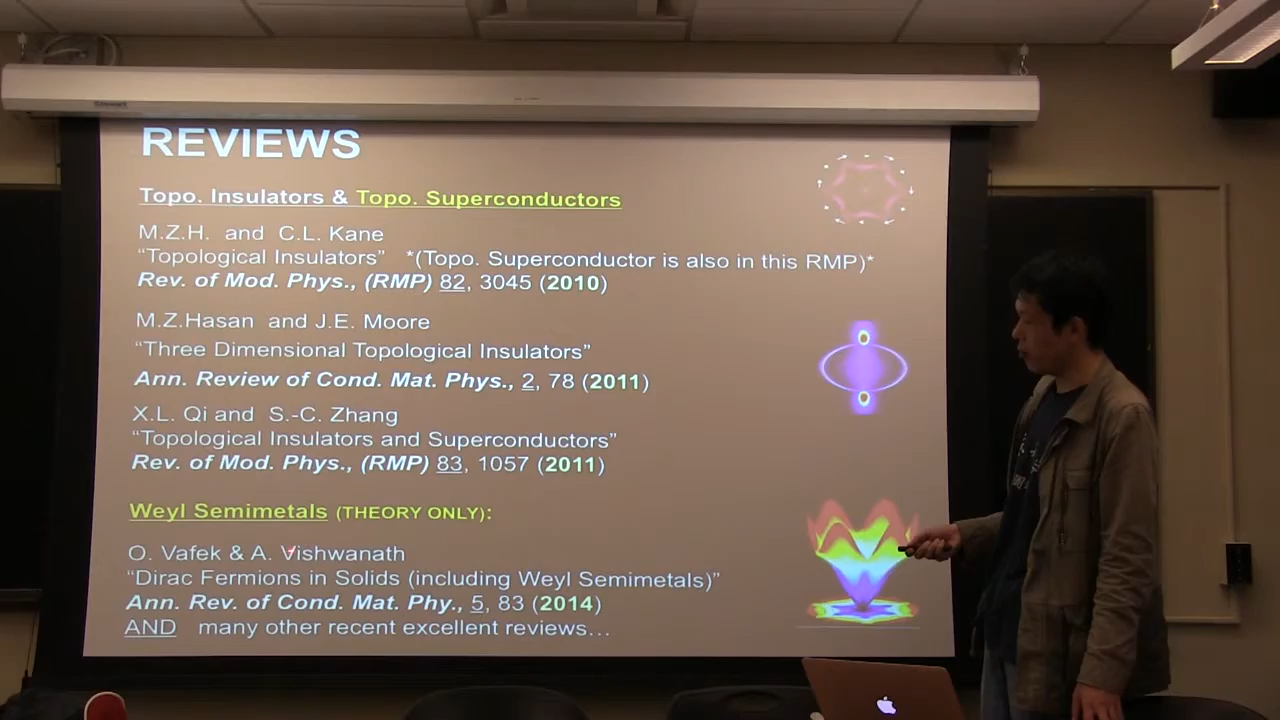 Stewart
REVIEWS
Topo. Insulators & Topo. Superconductors
M.Z.H. and C.L. Kane
“Topological Insulators” *(Topo. Superconductor is also in this RMP)*
Rev. of Mod. Phys., (RMP) 82, 3045 (2010)
M.Z.Hasan and J.E. Moore
“Three Dimensional Topological Insulators”
Ann. Review of Cond. Mat. Phys., 2, 78 (2011)
X.L. Qi and S.-C. Zhang
“Topological Insulators and Superconductors”
Rev. of Mod. Phys., (RMP) 83, 1057 (2011)
Weyl Semimetals (THEORY ONLY):
O. Vafek & A. Vishwanath
“Dirac Fermions in Solids (including Weyl Semimetals)”
Ann. Rev. of Cond. Mat. Phy., 5, 83 (2014)
AND many other recent excellent reviews…